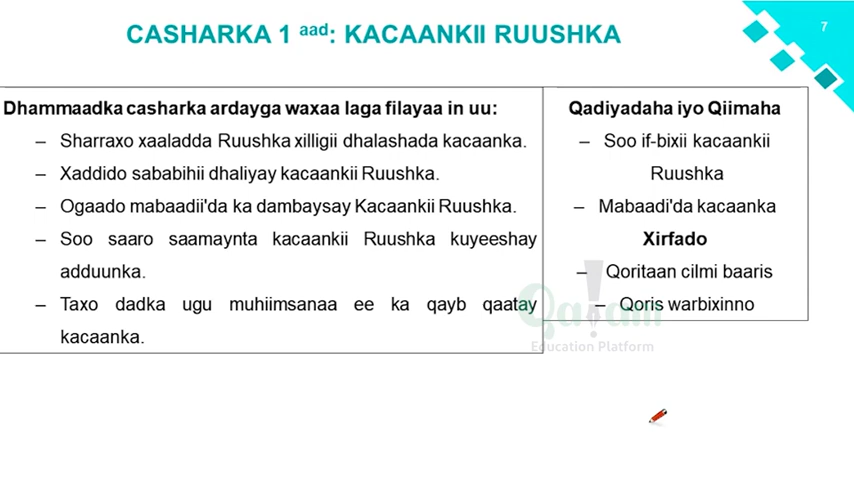 7
CASHARKA 1 aad: KACAANKII RUUSHKA
Dhammaadka casharka ardayga waxaa laga filayaa in uu:
– Sharraxo xaaladda Ruushka xilligii dhalashada kacaanka.
– Xaddido sababihii dhaliyay kacaankii Ruushka.
– Ogaado mabaadii'da ka dambaysay Kacaankii Ruushka.
– Soo saaro saamaynta kacaankii Ruushka kuyeeshay
adduunka.
– Taxo dadka ugu muhiimsanaa ee ka qayb qaatay
kacaanka.
Qadiyadaha iyo Qiimaha
– Soo if-bixii kacaankii
Ruushka
– Mabaadi'da kacaanka
Xirfado
– Qoritaan cilmi baaris
– Qoris warbixinno
Qalam
Education Platform